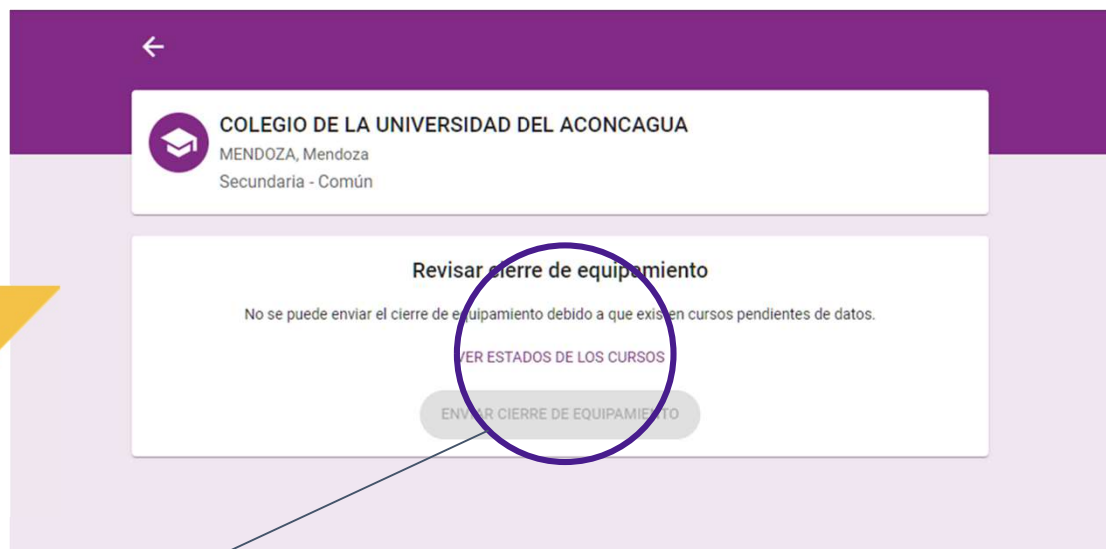 COLEGIO DE LA UNIVERSIDAD DEL ACONCAGUA
MENDOZA, Mendoza
Secundaria - Común
Revisar cierre de equipamiento
No se puede enviar el cierre de equipamiento debido a que existen cursos pendientes de datos.
VER ESTADOS DE LOS CURSOS
ENVIAR CIERRE DE EQUIPAMIENTO